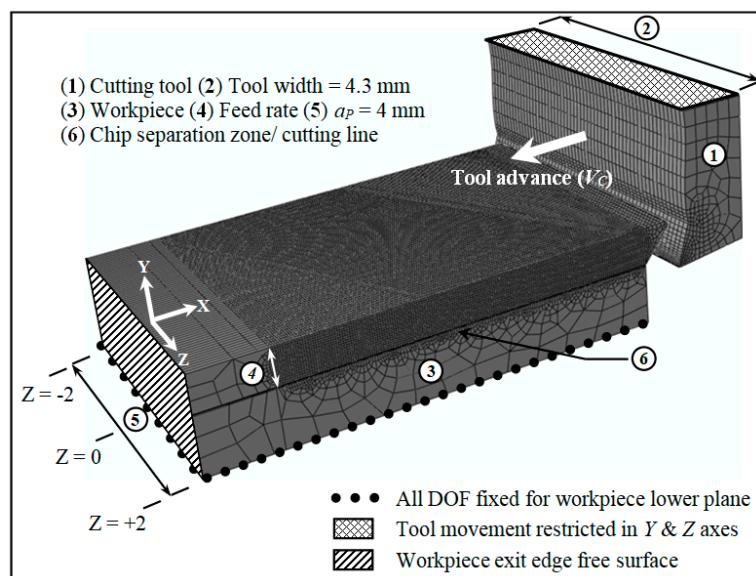 2
(1) Cutting tool (2) Tool width = 4.3 mm
(3) Workpiece (4) Feed rate (5) aP = 4 mm
(6) Chip separation zone/ cutting line
1
Tool advance (VC)
Y
X
Z
4
3
6
Z = -2
5
Z = 0
Z = +2
All DOF fixed for workpiece lower plane
Tool movement restricted in Y & Z axes
Workpiece exit edge free surface